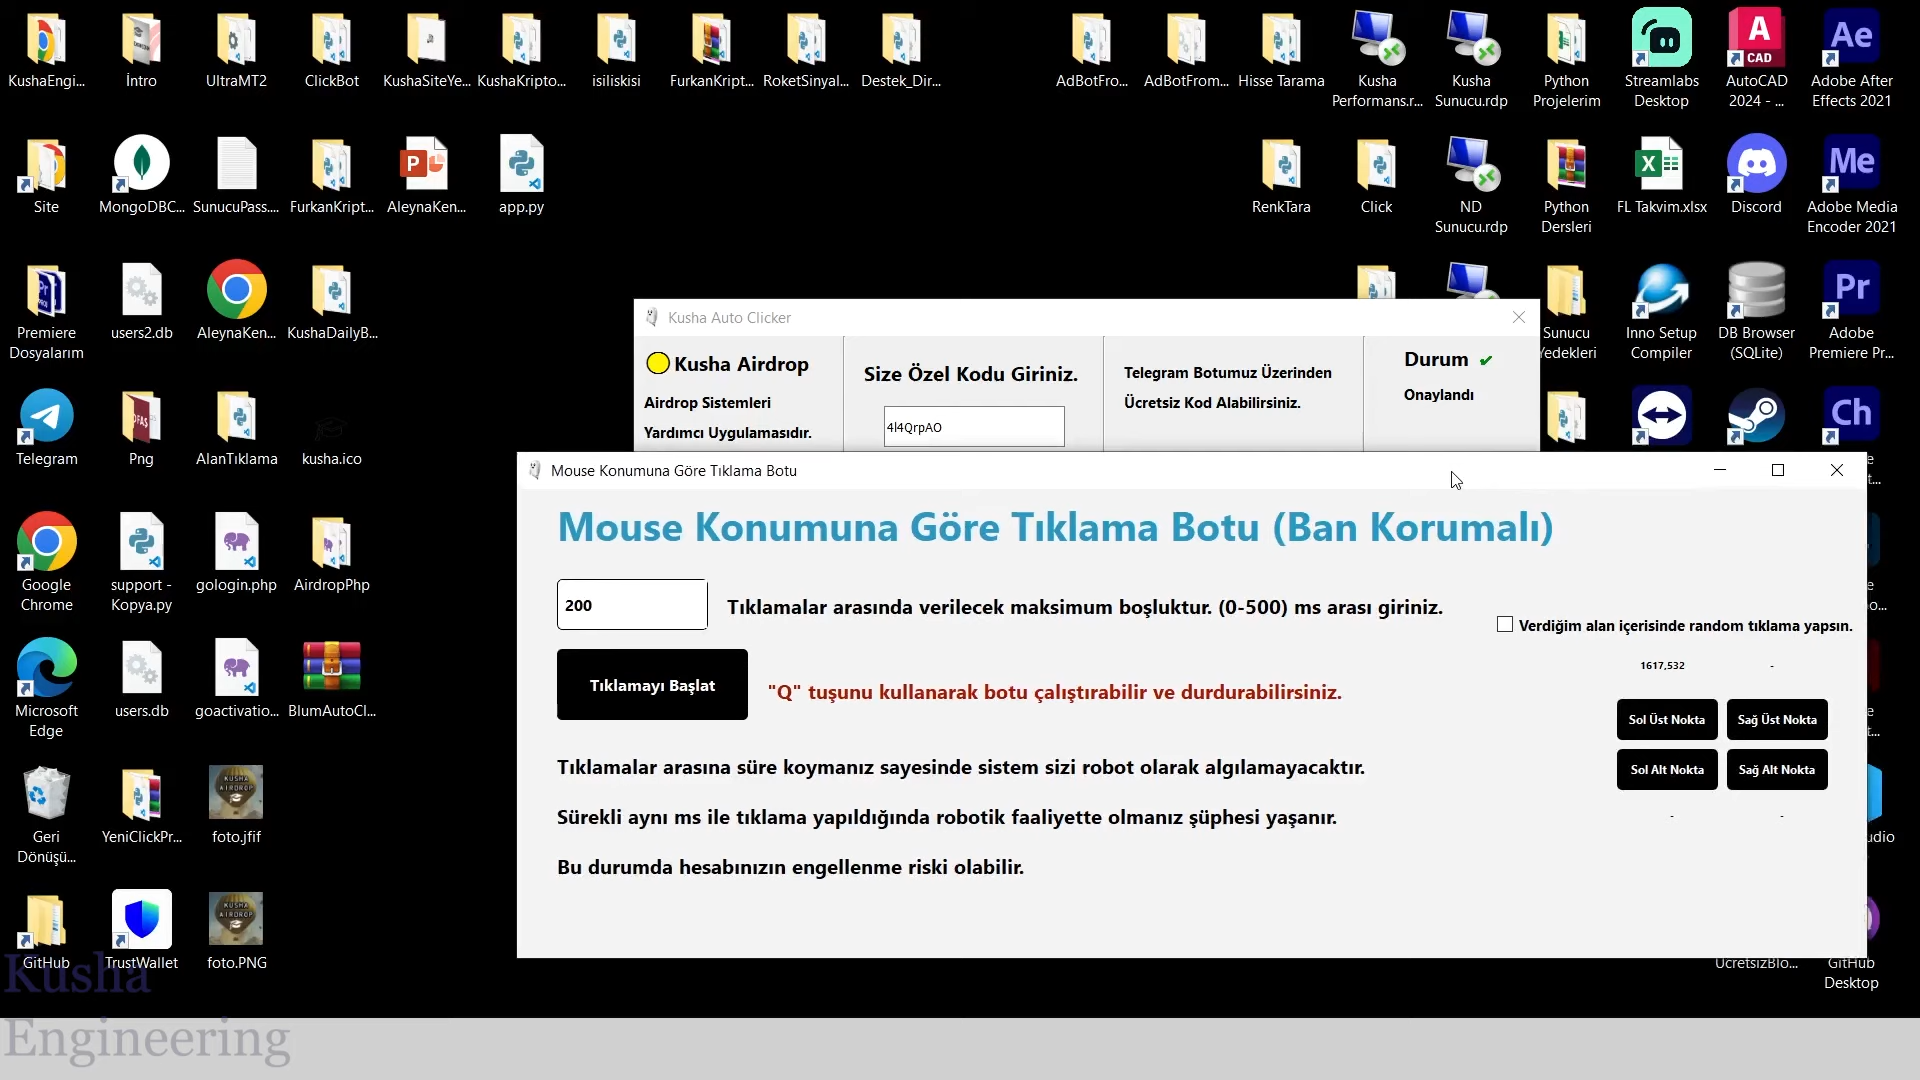 KushaEngi...
İntro
UltraMT2
ClickBot
KushaSiteYe...
KushaKripto...
isiliskisi
FurkanKript...
RoketSinyal...
Destek_Dir...
AdBotFro...
AdBotFrom...
Hisse Tarama
Kusha
Performans.r...
Kusha
Sunucu.rdp
Python
Projelerim
Streamlabs
Desktop
AutoCAD
2024 - ...
Adobe After
Effects 2021
Site
MongoDBC...
SunucuPass....
FurkanKript...
AleynaKen...
app.py
RenkTara
Click
ND
Sunucu.rdp
Python
Dersleri
FL Takvim.xlsx
Discord
Adobe Media
Encoder 2021
Premiere
Dosyalarım
users2.db
AleynaKen...
KushaDailyB...
Sunucu
Yedekleri
Inno Setup
Compiler
DB Browser
(SQLite)
Adobe
Premiere Pr...
Telegram
Png
AlanTıklama
kusha.ico
Google
Chrome
support -
Kopya.py
gologin.php
AirdropPhp
Microsoft
Edge
users.db
goactivatio...
BlumAutoCl...
Geri
Dönüşü...
YeniClickPr...
foto.jfif
GitHub
TrustWallet
foto.PNG
Kusha
Engineering
Kusha Auto Clicker
Kusha Airdrop
Airdrop Sistemleri
Yardımcı Uygulamasıdır.
Size Özel Kodu Giriniz.
4l4QrpAO
Telegram Botumuz Üzerinden
Ücretsiz Kod Alabilirsiniz.
Durum ✔
Onaylandı
Mouse Konumuna Göre Tıklama Botu
Mouse Konumuna Göre Tıklama Botu (Ban Korumalı)
200
Tıklamalar arasında verilecek maksimum boşluktur. (0-500) ms arası giriniz.
Verdiğim alan içerisinde random tıklama yapsın.
1617,532
-
Tıklamayı Başlat
"Q" tuşunu kullanarak botu çalıştırabilir ve durdurabilirsiniz.
Sol Üst Nokta
Sağ Üst Nokta
Sol Alt Nokta
Sağ Alt Nokta
-
-
Tıklamalar arasına süre koymanız sayesinde sistem sizi robot olarak algılamayacaktır.
Sürekli aynı ms ile tıklama yapıldığında robotik faaliyette olmanız şüphesi yaşanır.
Bu durumda hesabınızın engellenme riski olabilir.
UcretsizBlo...
GitHub
Desktop